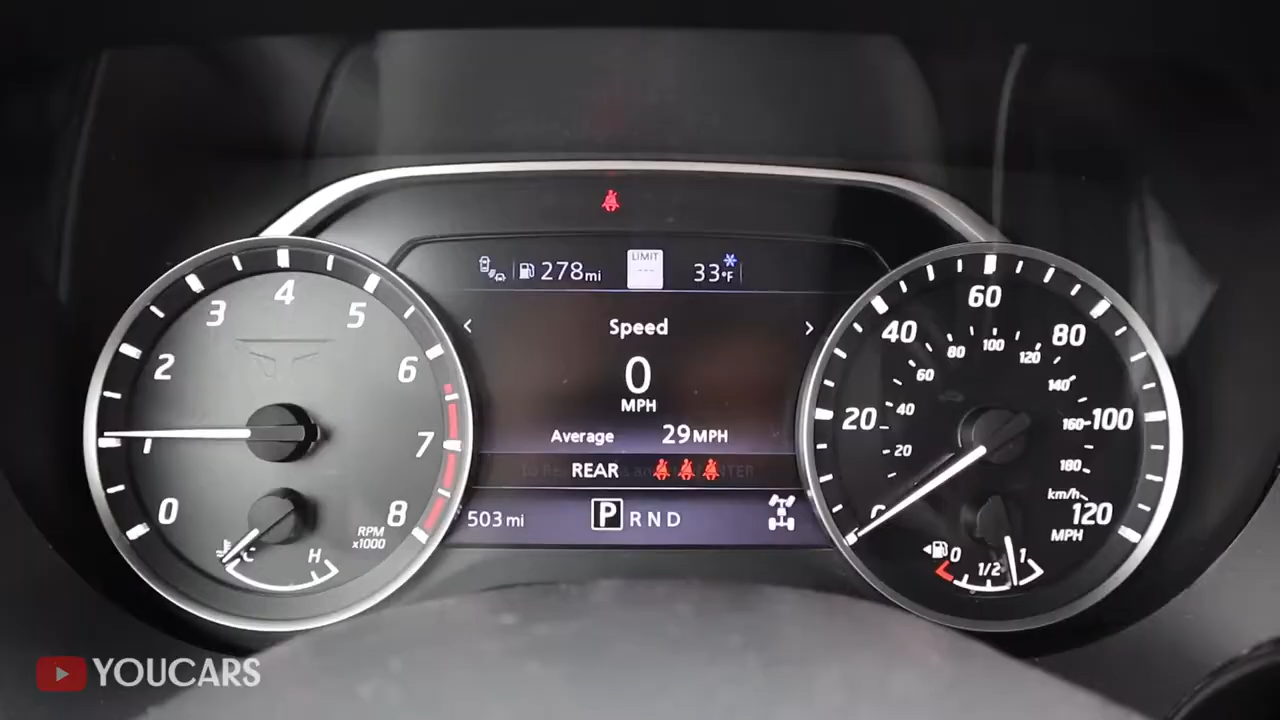 278mi
LIMIT
---
33°F
< Speed >
0
MPH
Average 29MPH
REAR
503mi
P R N D
0 1 2 3 4 5 6 7 8
RPM
x1000
C H
0 20 40 60 80 100 120
MPH
20 40 60 80 100 120 140 160 180
km/h
0 1/2 1
YOUCARS